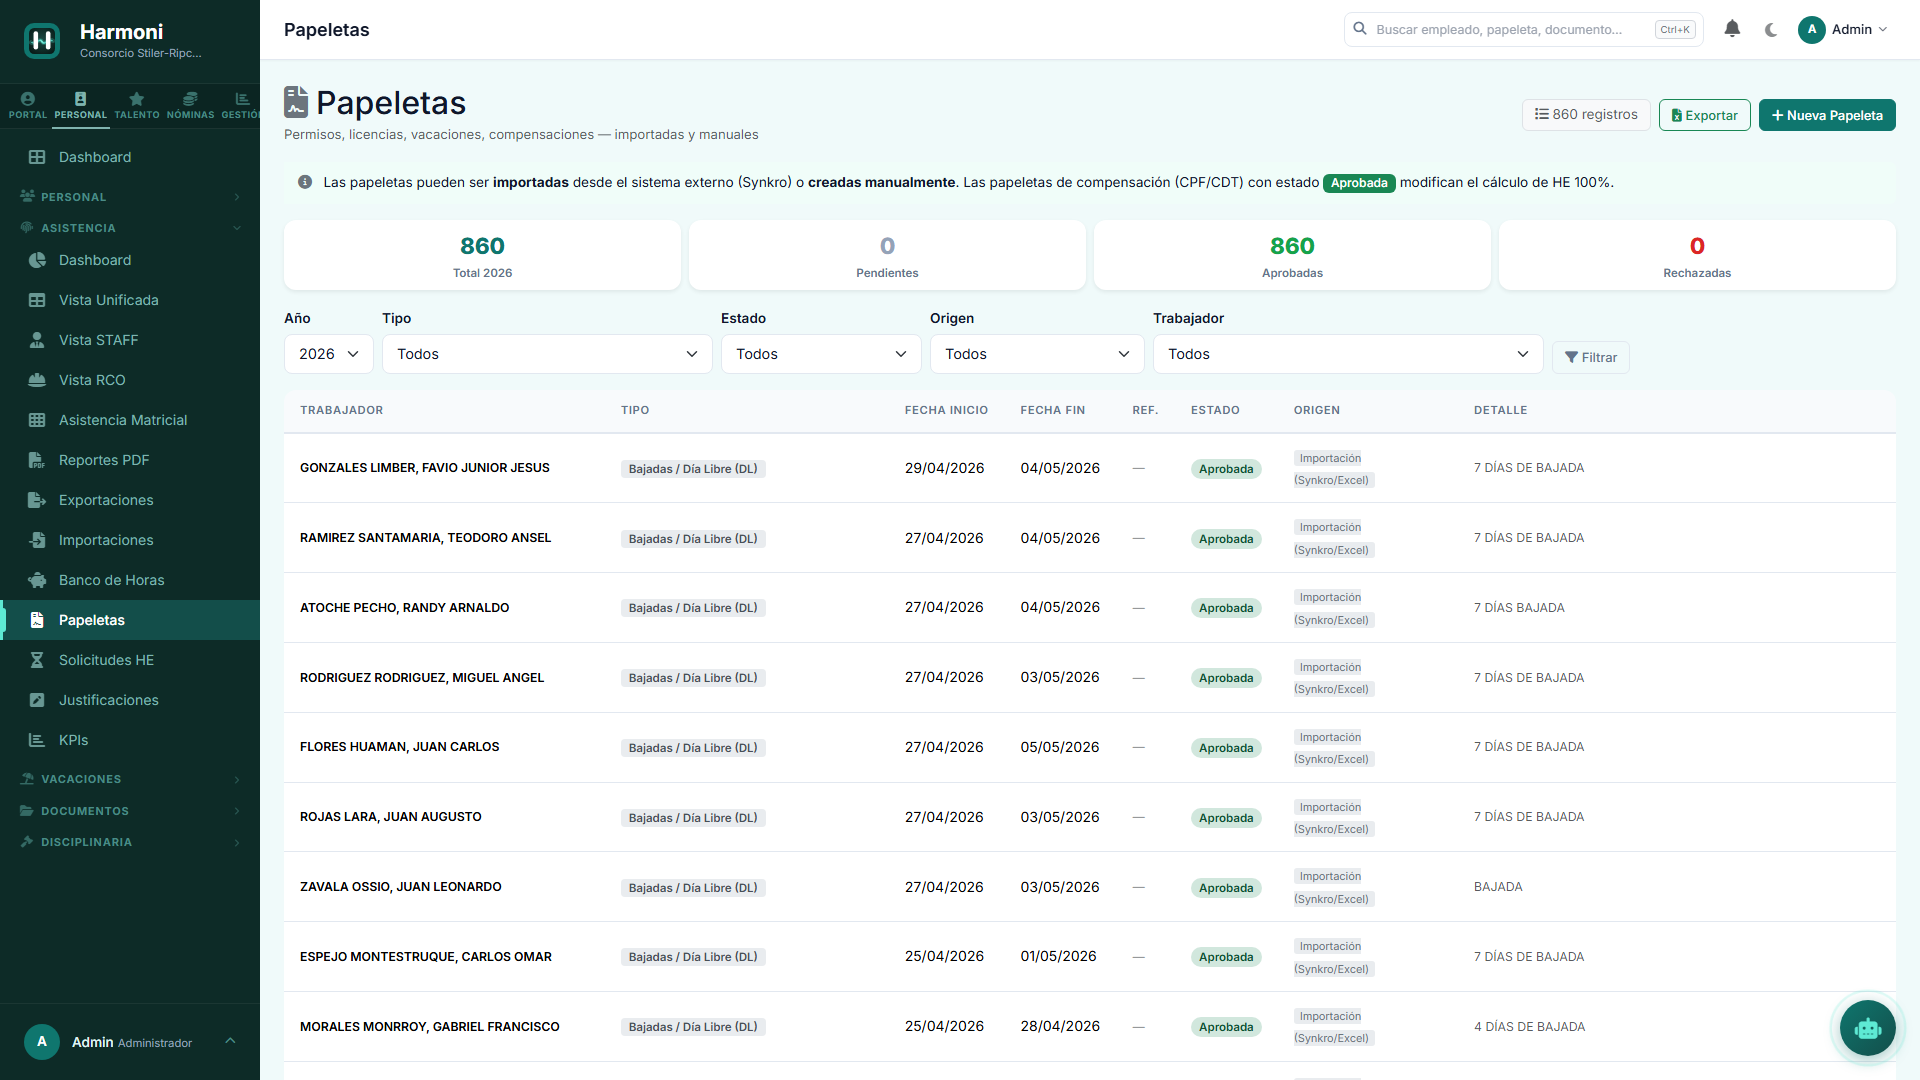 Harmoni
Consorcio Stiler-Ripc...
PORTAL
PERSONAL
TALENTO
NÓMINAS
GESTIÓN
Dashboard
PERSONAL
ASISTENCIA
Dashboard
Vista Unificada
Vista STAFF
Vista RCO
Asistencia Matricial
Reportes PDF
Exportaciones
Importaciones
Banco de Horas
Papeletas
Solicitudes HE
Justificaciones
KPIs
VACACIONES
DOCUMENTOS
DISCIPLINARIA
A Admin Administrador
Papeletas
Buscar empleado, papeleta, documento... Ctrl+K
A Admin
Papeletas
Permisos, licencias, vacaciones, compensaciones — importadas y manuales
860 registros
Exportar
+ Nueva Papeleta
Las papeletas pueden ser importadas desde el sistema externo (Synkro) o creadas manualmente. Las papeletas de compensación (CPF/CDT) con estado Aprobada modifican el cálculo de HE 100%.
860
Total 2026
0
Pendientes
860
Aprobadas
0
Rechazadas
Año Tipo Estado Origen Trabajador
2026 Todos Todos Todos Todos Filtrar
TRABAJADOR TIPO FECHA INICIO FECHA FIN REF. ESTADO ORIGEN DETALLE
GONZALES LIMBER, FAVIO JUNIOR JESUS Bajadas / Día Libre (DL) 29/04/2026 04/05/2026 — Aprobada Importación (Synkro/Excel) 7 DÍAS DE BAJADA
RAMIREZ SANTAMARIA, TEODORO ANSEL Bajadas / Día Libre (DL) 27/04/2026 04/05/2026 — Aprobada Importación (Synkro/Excel) 7 DÍAS DE BAJADA
ATOCHE PECHO, RANDY ARNALDO Bajadas / Día Libre (DL) 27/04/2026 04/05/2026 — Aprobada Importación (Synkro/Excel) 7 DÍAS BAJADA
RODRIGUEZ RODRIGUEZ, MIGUEL ANGEL Bajadas / Día Libre (DL) 27/04/2026 03/05/2026 — Aprobada Importación (Synkro/Excel) 7 DÍAS DE BAJADA
FLORES HUAMAN, JUAN CARLOS Bajadas / Día Libre (DL) 27/04/2026 05/05/2026 — Aprobada Importación (Synkro/Excel) 7 DÍAS DE BAJADA
ROJAS LARA, JUAN AUGUSTO Bajadas / Día Libre (DL) 27/04/2026 03/05/2026 — Aprobada Importación (Synkro/Excel) 7 DÍAS DE BAJADA
ZAVALA OSSIO, JUAN LEONARDO Bajadas / Día Libre (DL) 27/04/2026 03/05/2026 — Aprobada Importación (Synkro/Excel) BAJADA
ESPEJO MONTESTRUQUE, CARLOS OMAR Bajadas / Día Libre (DL) 25/04/2026 01/05/2026 — Aprobada Importación (Synkro/Excel) 7 DÍAS DE BAJADA
MORALES MONRROY, GABRIEL FRANCISCO Bajadas / Día Libre (DL) 25/04/2026 28/04/2026 — Aprobada Importación (Synkro/Excel) 4 DÍAS DE BAJADA